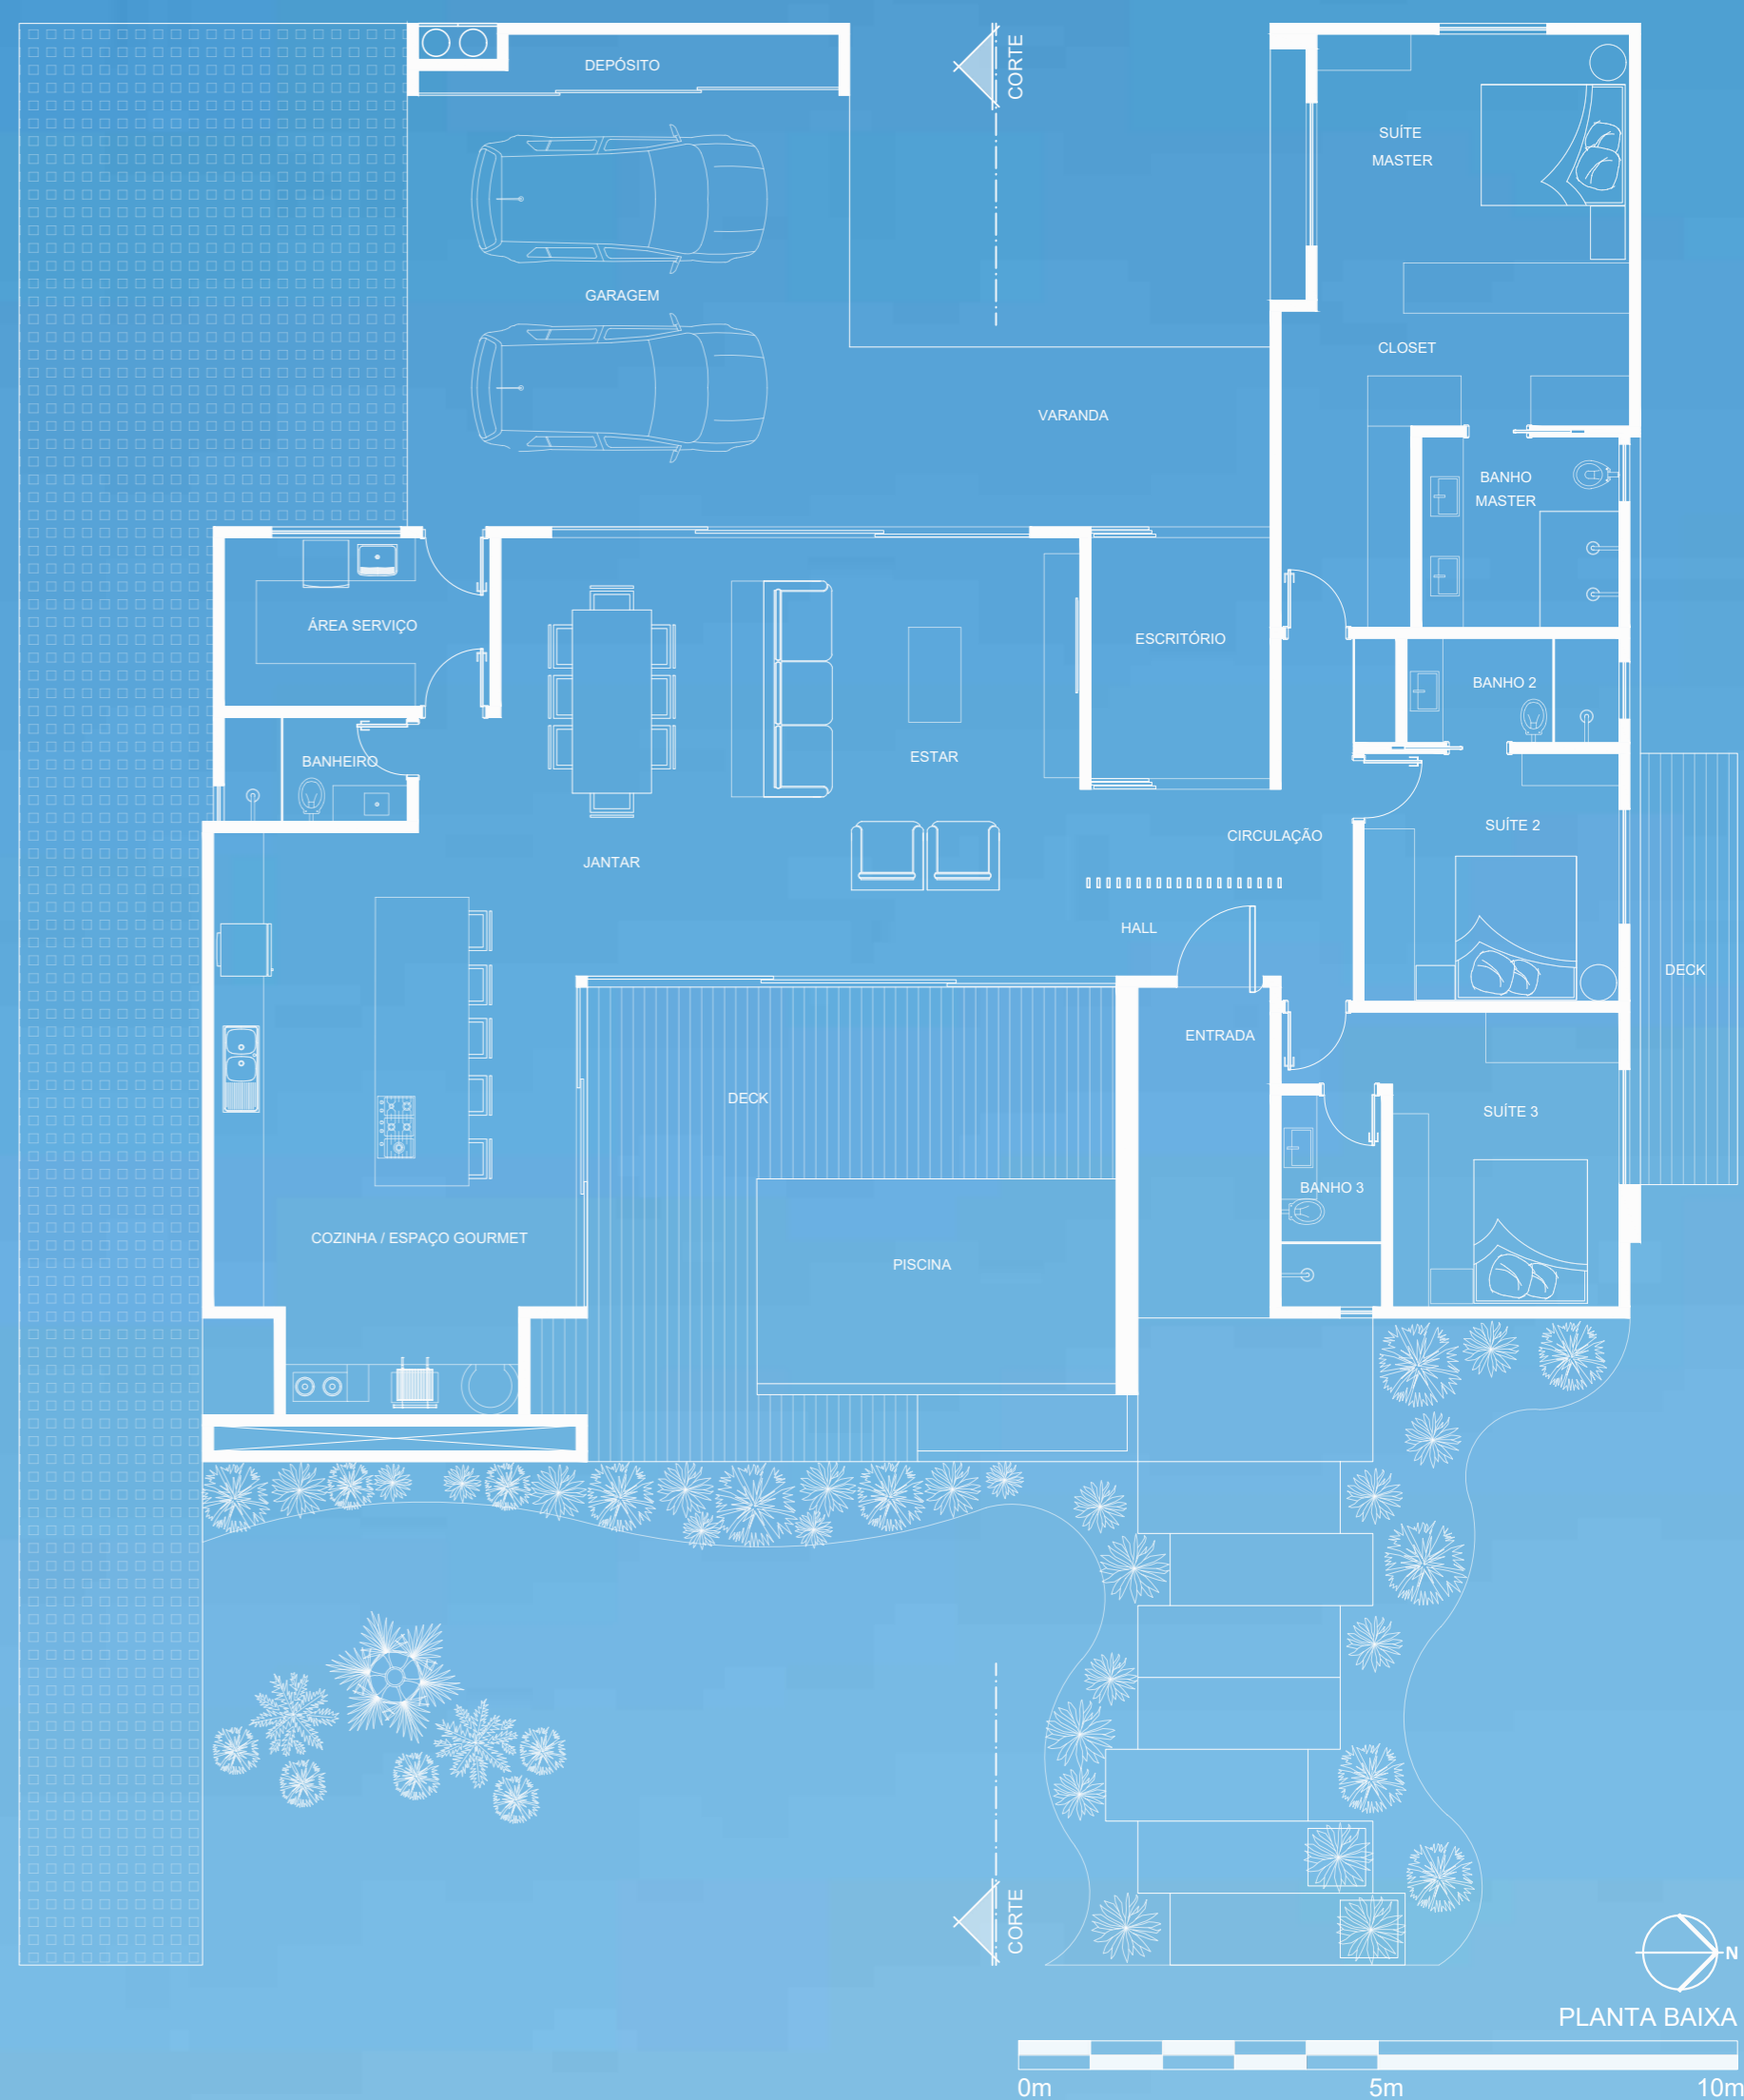 DEPÓSITO
CORTE
SUÍTE
MASTER
GARAGEM
CLOSET
VARANDA
BANHO
MASTER
ÁREA SERVIÇO
ESCRITÓRIO
BANHO 2
BANHEIRO
ESTAR
SUÍTE 2
CIRCULAÇÃO
JANTAR
HALL
DECK
ENTRADA
DECK
SUÍTE 3
BANHO 3
COZINHA / ESPAÇO GOURMET
PISCINA
CORTE
N
PLANTA BAIXA
0m
5m
10m